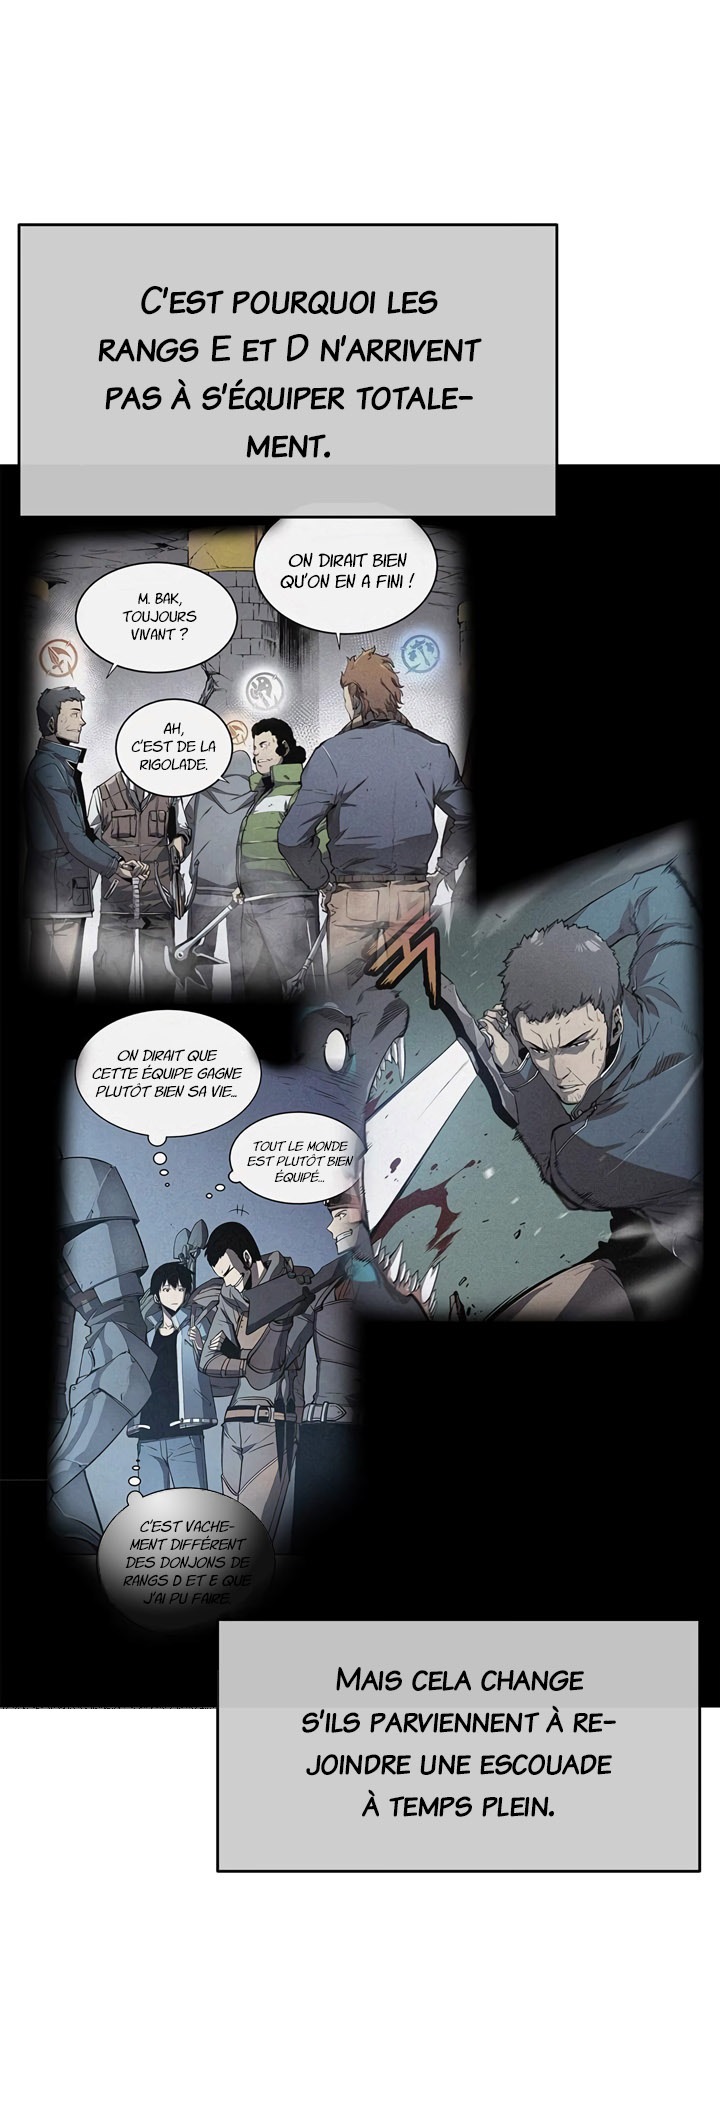 C'EST POURQUOI LES
RANGS E ET D N'ARRIVENT
PAS À S'ÉQUIPER TOTALE-
MENT.
ON DIRAIT BIEN
QU'ON EN A FINI !
M. BAK,
TOUJOURS
VIVANT ?
AH,
C'EST DE LA
RIGOLADE.
ON DIRAIT QUE
CETTE ÉQUIPE GAGNE
PLUTÔT BIEN SA VIE...
TOUT LE MONDE
EST PLUTÔT BIEN
ÉQUIPÉ...
C'EST VACHE-
MENT DIFFÉRENT
DES DONJONS DE
RANGS D ET E QUE
J'AI PU FAIRE.
MAIS CELA CHANGE
S'ILS PARVIENNENT À RE-
JOINDRE UNE ESCOUADE
À TEMPS PLEIN.